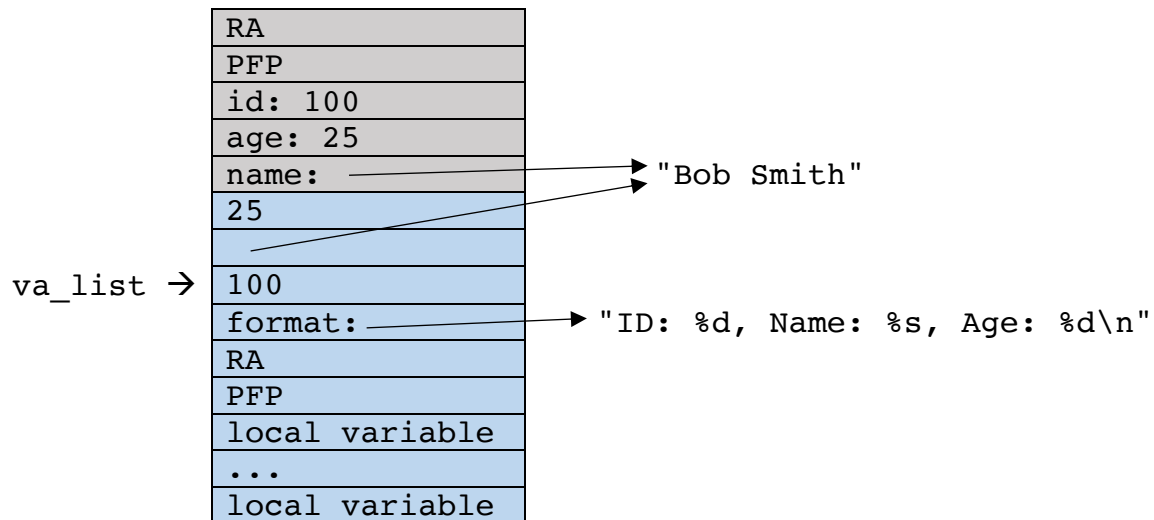 RA
PFP
id: 100
age: 25
name:
"Bob Smith"
25
va_list → 100
format:
"ID: %d, Name: %s, Age: %d\n"
RA
PFP
local variable
...
local variable